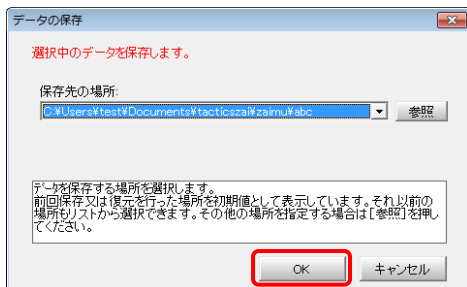 データの保存
選択中のデータを保存します。
保存先の場所:
C:¥Users¥test¥Documents¥tacticszai¥zaimu¥abc
参照
データを保存する場所を選択します。
前回保存又は復元を行った場所を初期値として表示しています。それ以前の
場所もリストから選択できます。その他の場所を指定する場合は[参照]を押し
てください。
OK
キャンセル